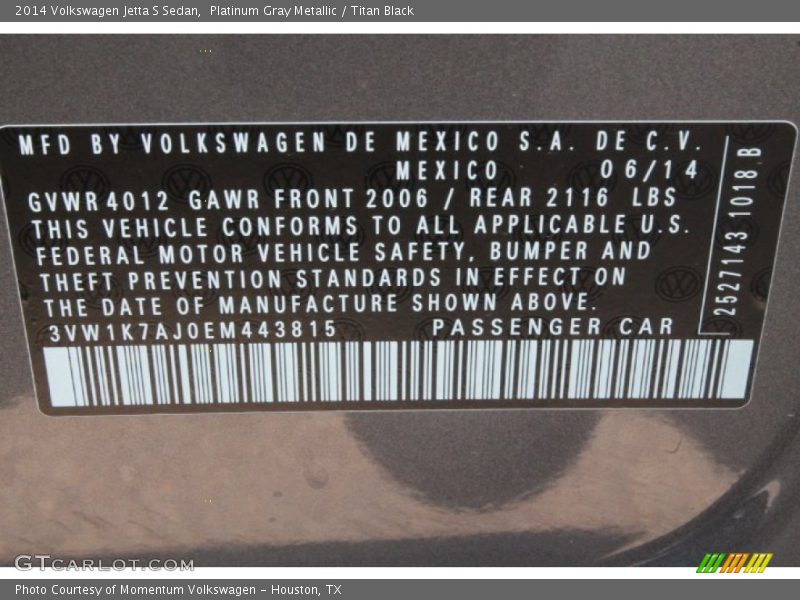 2014 Volkswagen Jetta S Sedan,  Platinum Gray Metallic / Titan Black
MFD BY VOLKSWAGEN DE MEXICO S.A. DE C.V.
MEXICO 06/14
GVWR4012 GAWR FRONT 2006 / REAR 2116 LBS
THIS VEHICLE CONFORMS TO ALL APPLICABLE U.S.
FEDERAL MOTOR VEHICLE SAFETY, BUMPER AND
THEFT PREVENTION STANDARDS IN EFFECT ON
THE DATE OF MANUFACTURE SHOWN ABOVE.
3VW1K7AJ0EM443815 PASSENGER CAR
2527143 1018 B
GTCARLOT.COM
Photo Courtesy of Momentum Volkswagen - Houston, TX